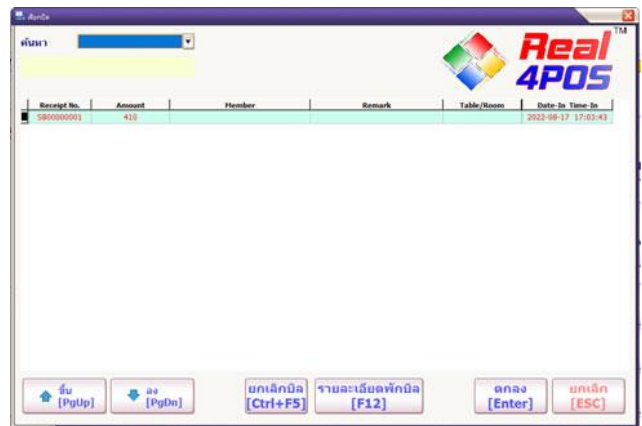 พักบิล
ค้นหา
Real
4POS
TM
Receipt No. Amount Member Remark Table/Room Date-In Time-In
SB00000001 410 2022-08-17 17:03:43
ขึ้น
[PgUp]
ลง
[PgDn]
ยกเลิกบิล
[Ctrl+F5]
รายละเอียดพักบิล
[F12]
ตกลง
[Enter]
ยกเลิก
[ESC]